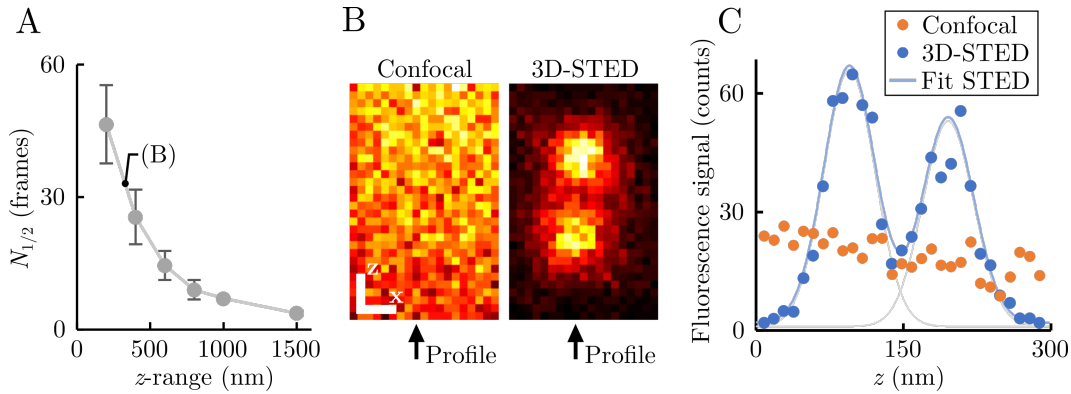 A
N1/2 (frames)
60
30
0
(B)
0
500
1000
1500
z-range (nm)
B
Confocal
3D-STED
z
x
Profile
Profile
C
Confocal
3D-STED
Fit STED
Fluorescence signal (counts)
60
30
0
0
150
300
z (nm)